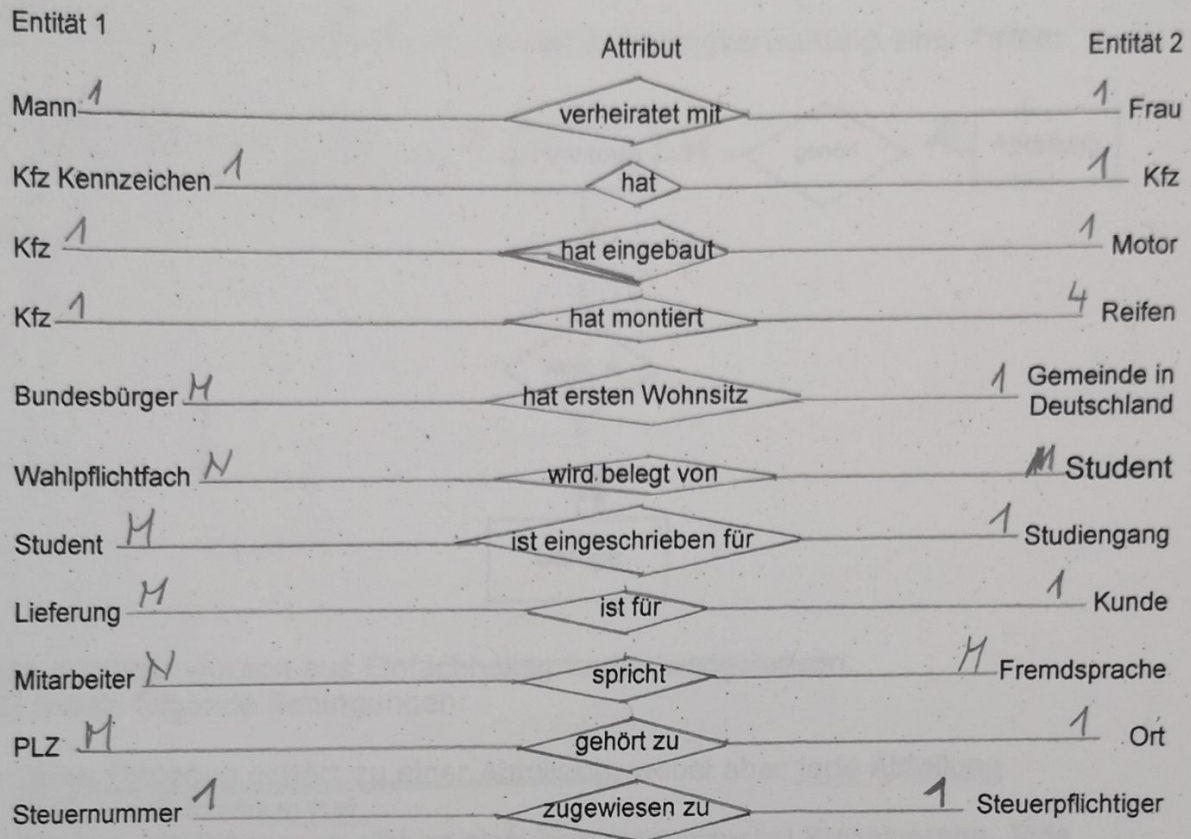 Entität 1 Attribut Entität 2
Mann 1 verheiratet mit 1 Frau
Kfz Kennzeichen 1 hat 1 Kfz
Kfz 1 hat eingebaut 1 Motor
Kfz 1 hat montiert 4 Reifen
Bundesbürger M hat ersten Wohnsitz 1 Gemeinde in
Deutschland
Wahlpflichtfach N wird belegt von M Student
Student M ist eingeschrieben für 1 Studiengang
Lieferung M ist für 1 Kunde
Mitarbeiter N spricht M Fremdsprache
PLZ M gehört zu 1 Ort
Steuernummer 1 zugewiesen zu 1 Steuerpflichtiger